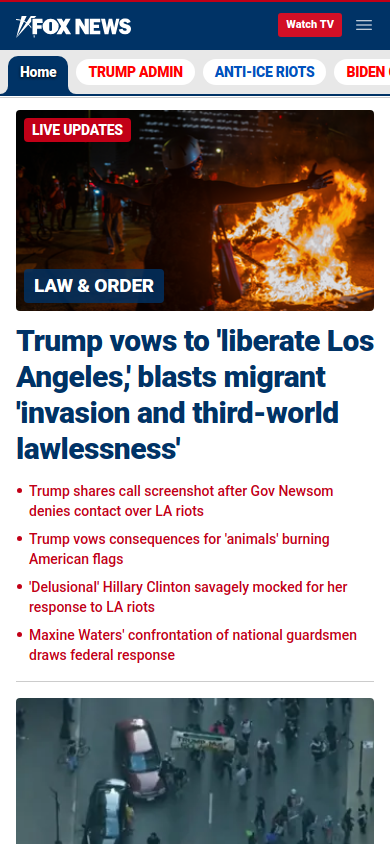 FOX NEWS
Watch TV
Home
TRUMP ADMIN
ANTI-ICE RIOTS
BIDEN
LIVE UPDATES
LAW & ORDER
Trump vows to 'liberate Los
Angeles,' blasts migrant
'invasion and third-world
lawlessness'
• Trump shares call screenshot after Gov Newsom
denies contact over LA riots
• Trump vows consequences for 'animals' burning
American flags
• 'Delusional' Hillary Clinton savagely mocked for her
response to LA riots
• Maxine Waters' confrontation of national guardsmen
draws federal response